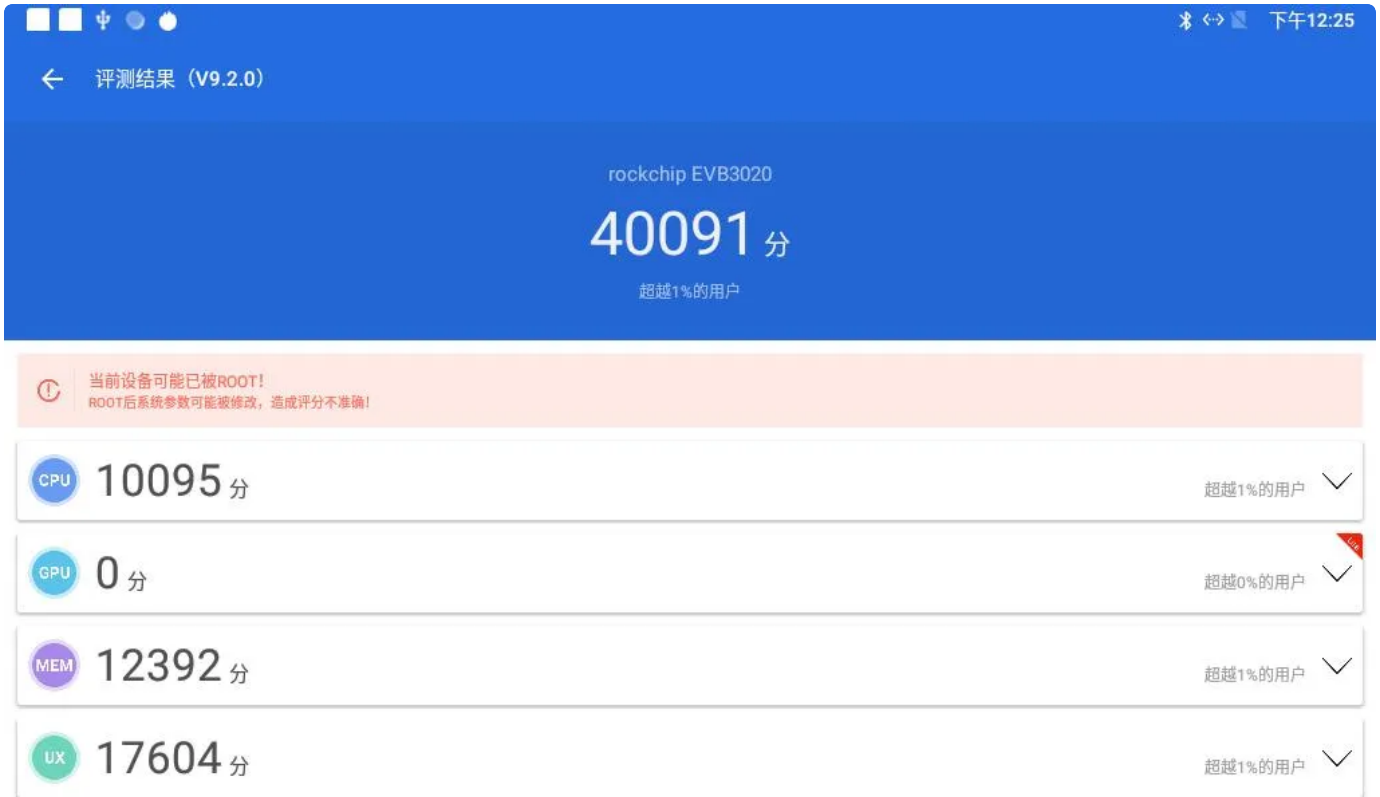 下午12:25
评测结果（V9.2.0）
rockchip EVB3020
40091 分
超越1%的用户
当前设备可能已被ROOT！
ROOT后系统参数可能被修改，造成评分不准确！
CPU 10095 分 超越1%的用户
Lite
GPU 0 分 超越0%的用户
MEM 12392 分 超越1%的用户
UX 17604 分 超越1%的用户